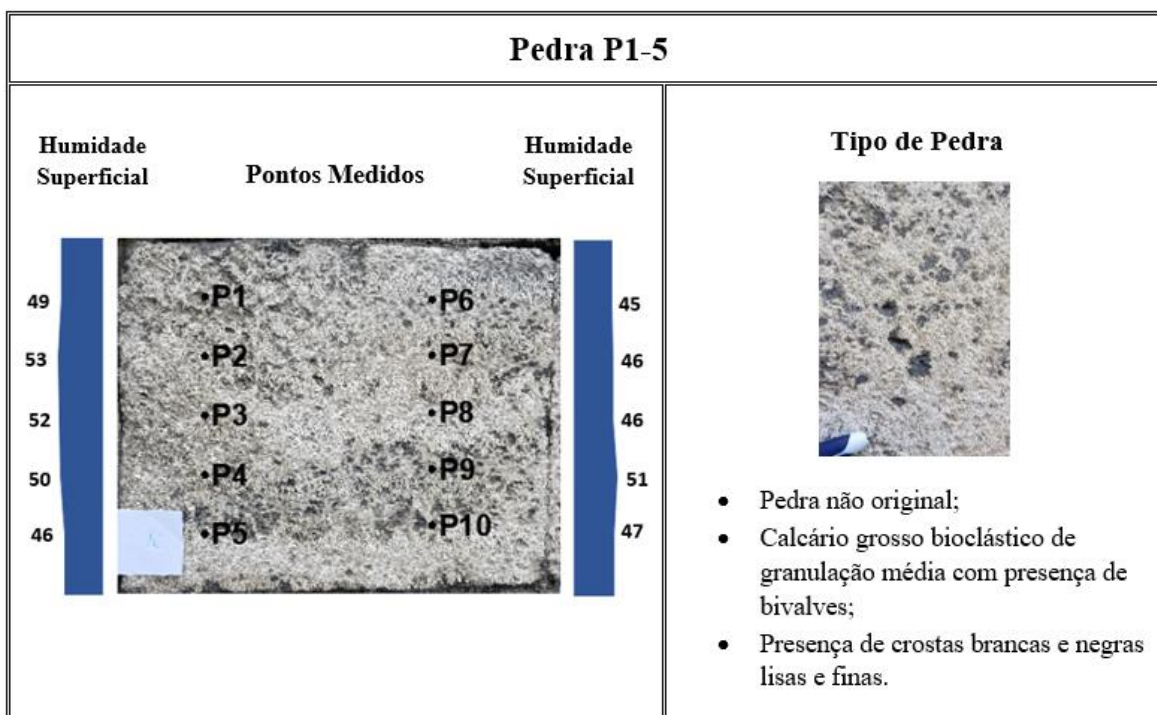 Pedra P1-5
Humidade
Superficial
Pontos Medidos
Humidade
Superficial
49
53
52
50
46
P1
P2
P3
P4
P5
P6
P7
P8
P9
P10
45
46
46
51
47
Tipo de Pedra
• Pedra não original;
• Calcário grosso bioclástico de
granulação média com presença de
bivalves;
• Presença de crostas brancas e negras
lisas e finas.